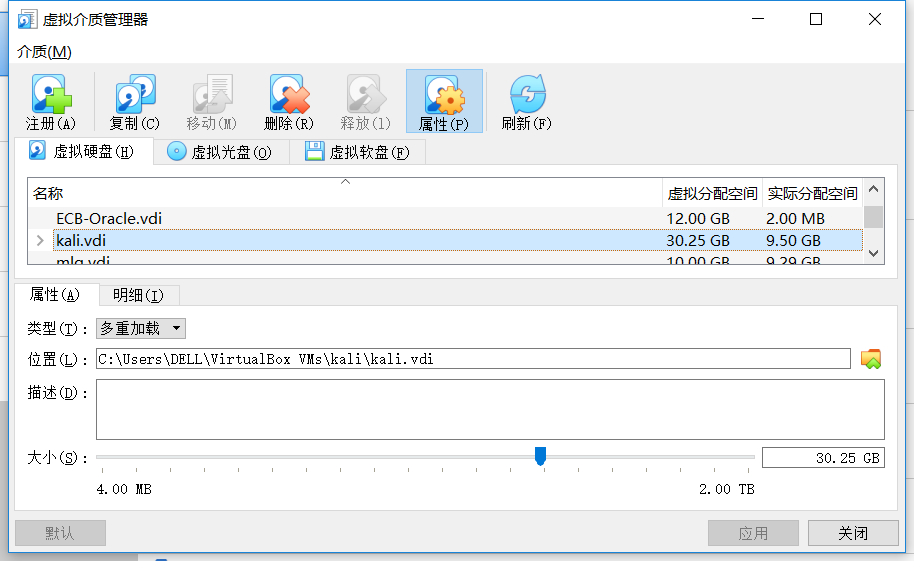 虚拟介质管理器
介质(M)
注册(A) 复制(C) 移动(M) 删除(R) 释放(l) 属性(P) 刷新(F)
虚拟硬盘(H) 虚拟光盘(O) 虚拟软盘(F)
名称 虚拟分配空间 实际分配空间
ECB-Oracle.vdi 12.00 GB 2.00 MB
kali.vdi 30.25 GB 9.50 GB
mlq.vdi 10.00 GB 9.29 GB
属性(A) 明细(I)
类型(T): 多重加载
位置(L): C:\Users\DELL\VirtualBox VMs\kali\kali.vdi
描述(D):
大小(S): 30.25 GB
4.00 MB 2.00 TB
默认 应用 关闭